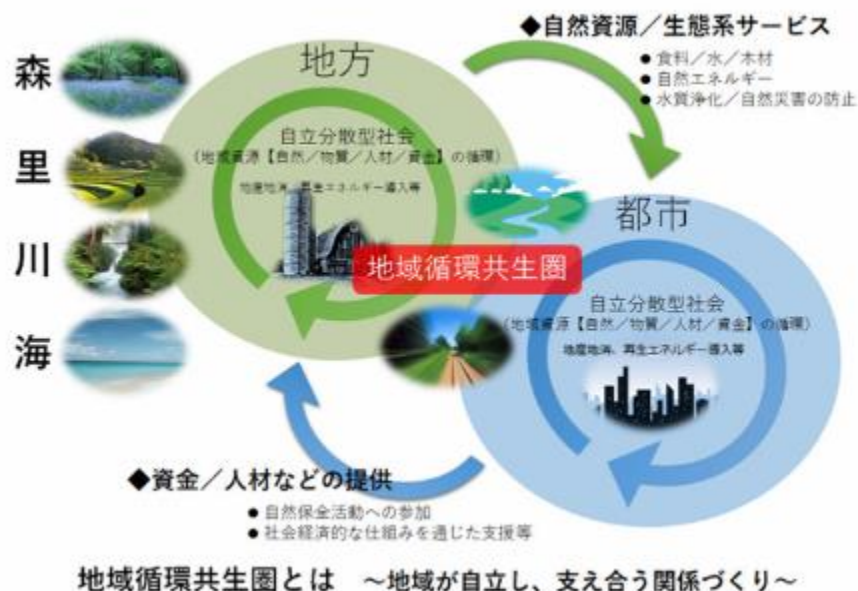 ◆自然資源／生態系サービス
● 食料／水／木材
● 自然エネルギー
● 水質浄化／自然災害の防止
森
里
川
海
地方
自立分散型社会
(地域資源【自然／物質／人材／資金】の循環)
地産地消、再生エネルギー導入等
地域循環共生圏
都市
自立分散型社会
(地域資源【自然／物質／人材／資金】の循環)
地産地消、再生エネルギー導入等
◆資金／人材などの提供
● 自然保全活動への参加
● 社会経済的な仕組みを通じた支援等
地域循環共生圏とは　～地域が自立し、支え合う関係づくり～